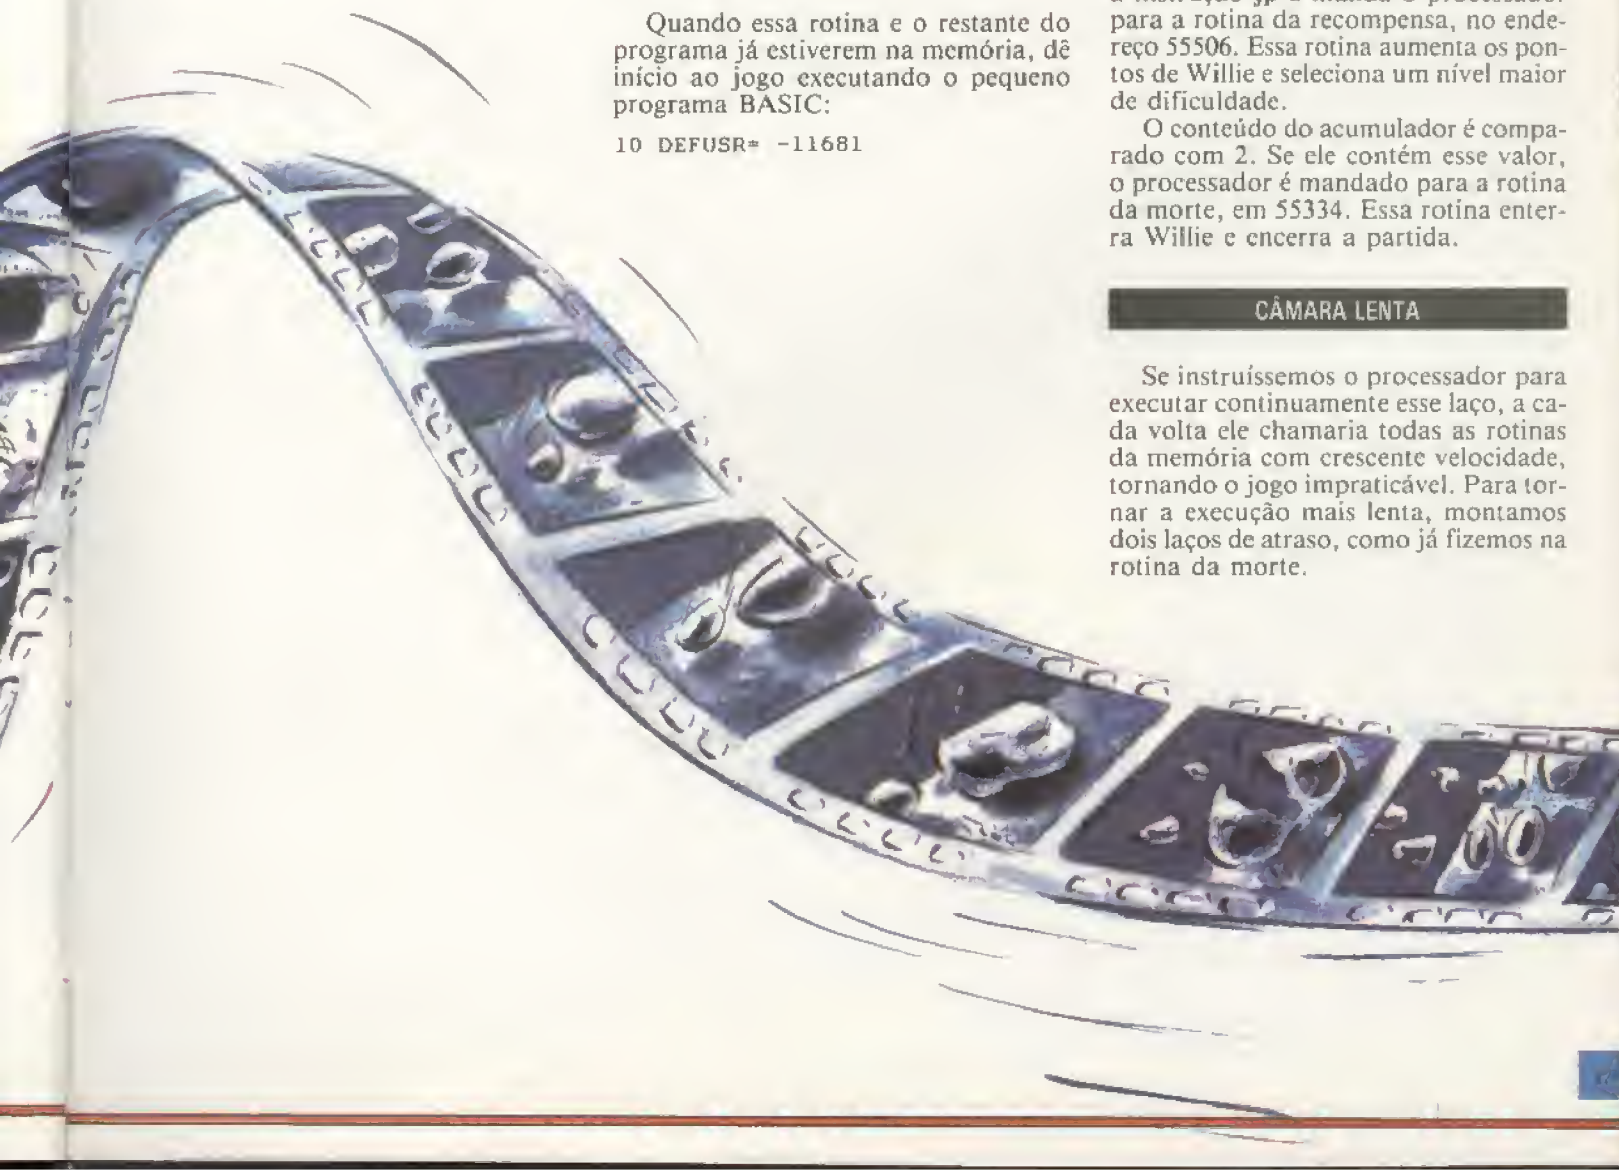 Quando essa rotina e o restante do
programa já estiverem na memória, dê
início ao jogo executando o pequeno
programa BASIC:
10 DEFUSR= -11681
para a rotina da recompensa, no ende-
reço 55506. Essa rotina aumenta os pon-
tos de Willie e seleciona um nível maior
de dificuldade.
O conteúdo do acumulador é compa-
rado com 2. Se ele contém esse valor,
o processador é mandado para a rotina
da morte, em 55334. Essa rotina enter-
ra Willie e encerra a partida.
CÂMARA LENTA
Se instruíssemos o processador para
executar continuamente esse laço, a ca-
da volta ele chamaria todas as rotinas
da memória com crescente velocidade,
tornando o jogo impraticável. Para tor-
nar a execução mais lenta, montamos
dois laços de atraso, como já fizemos na
rotina da morte.